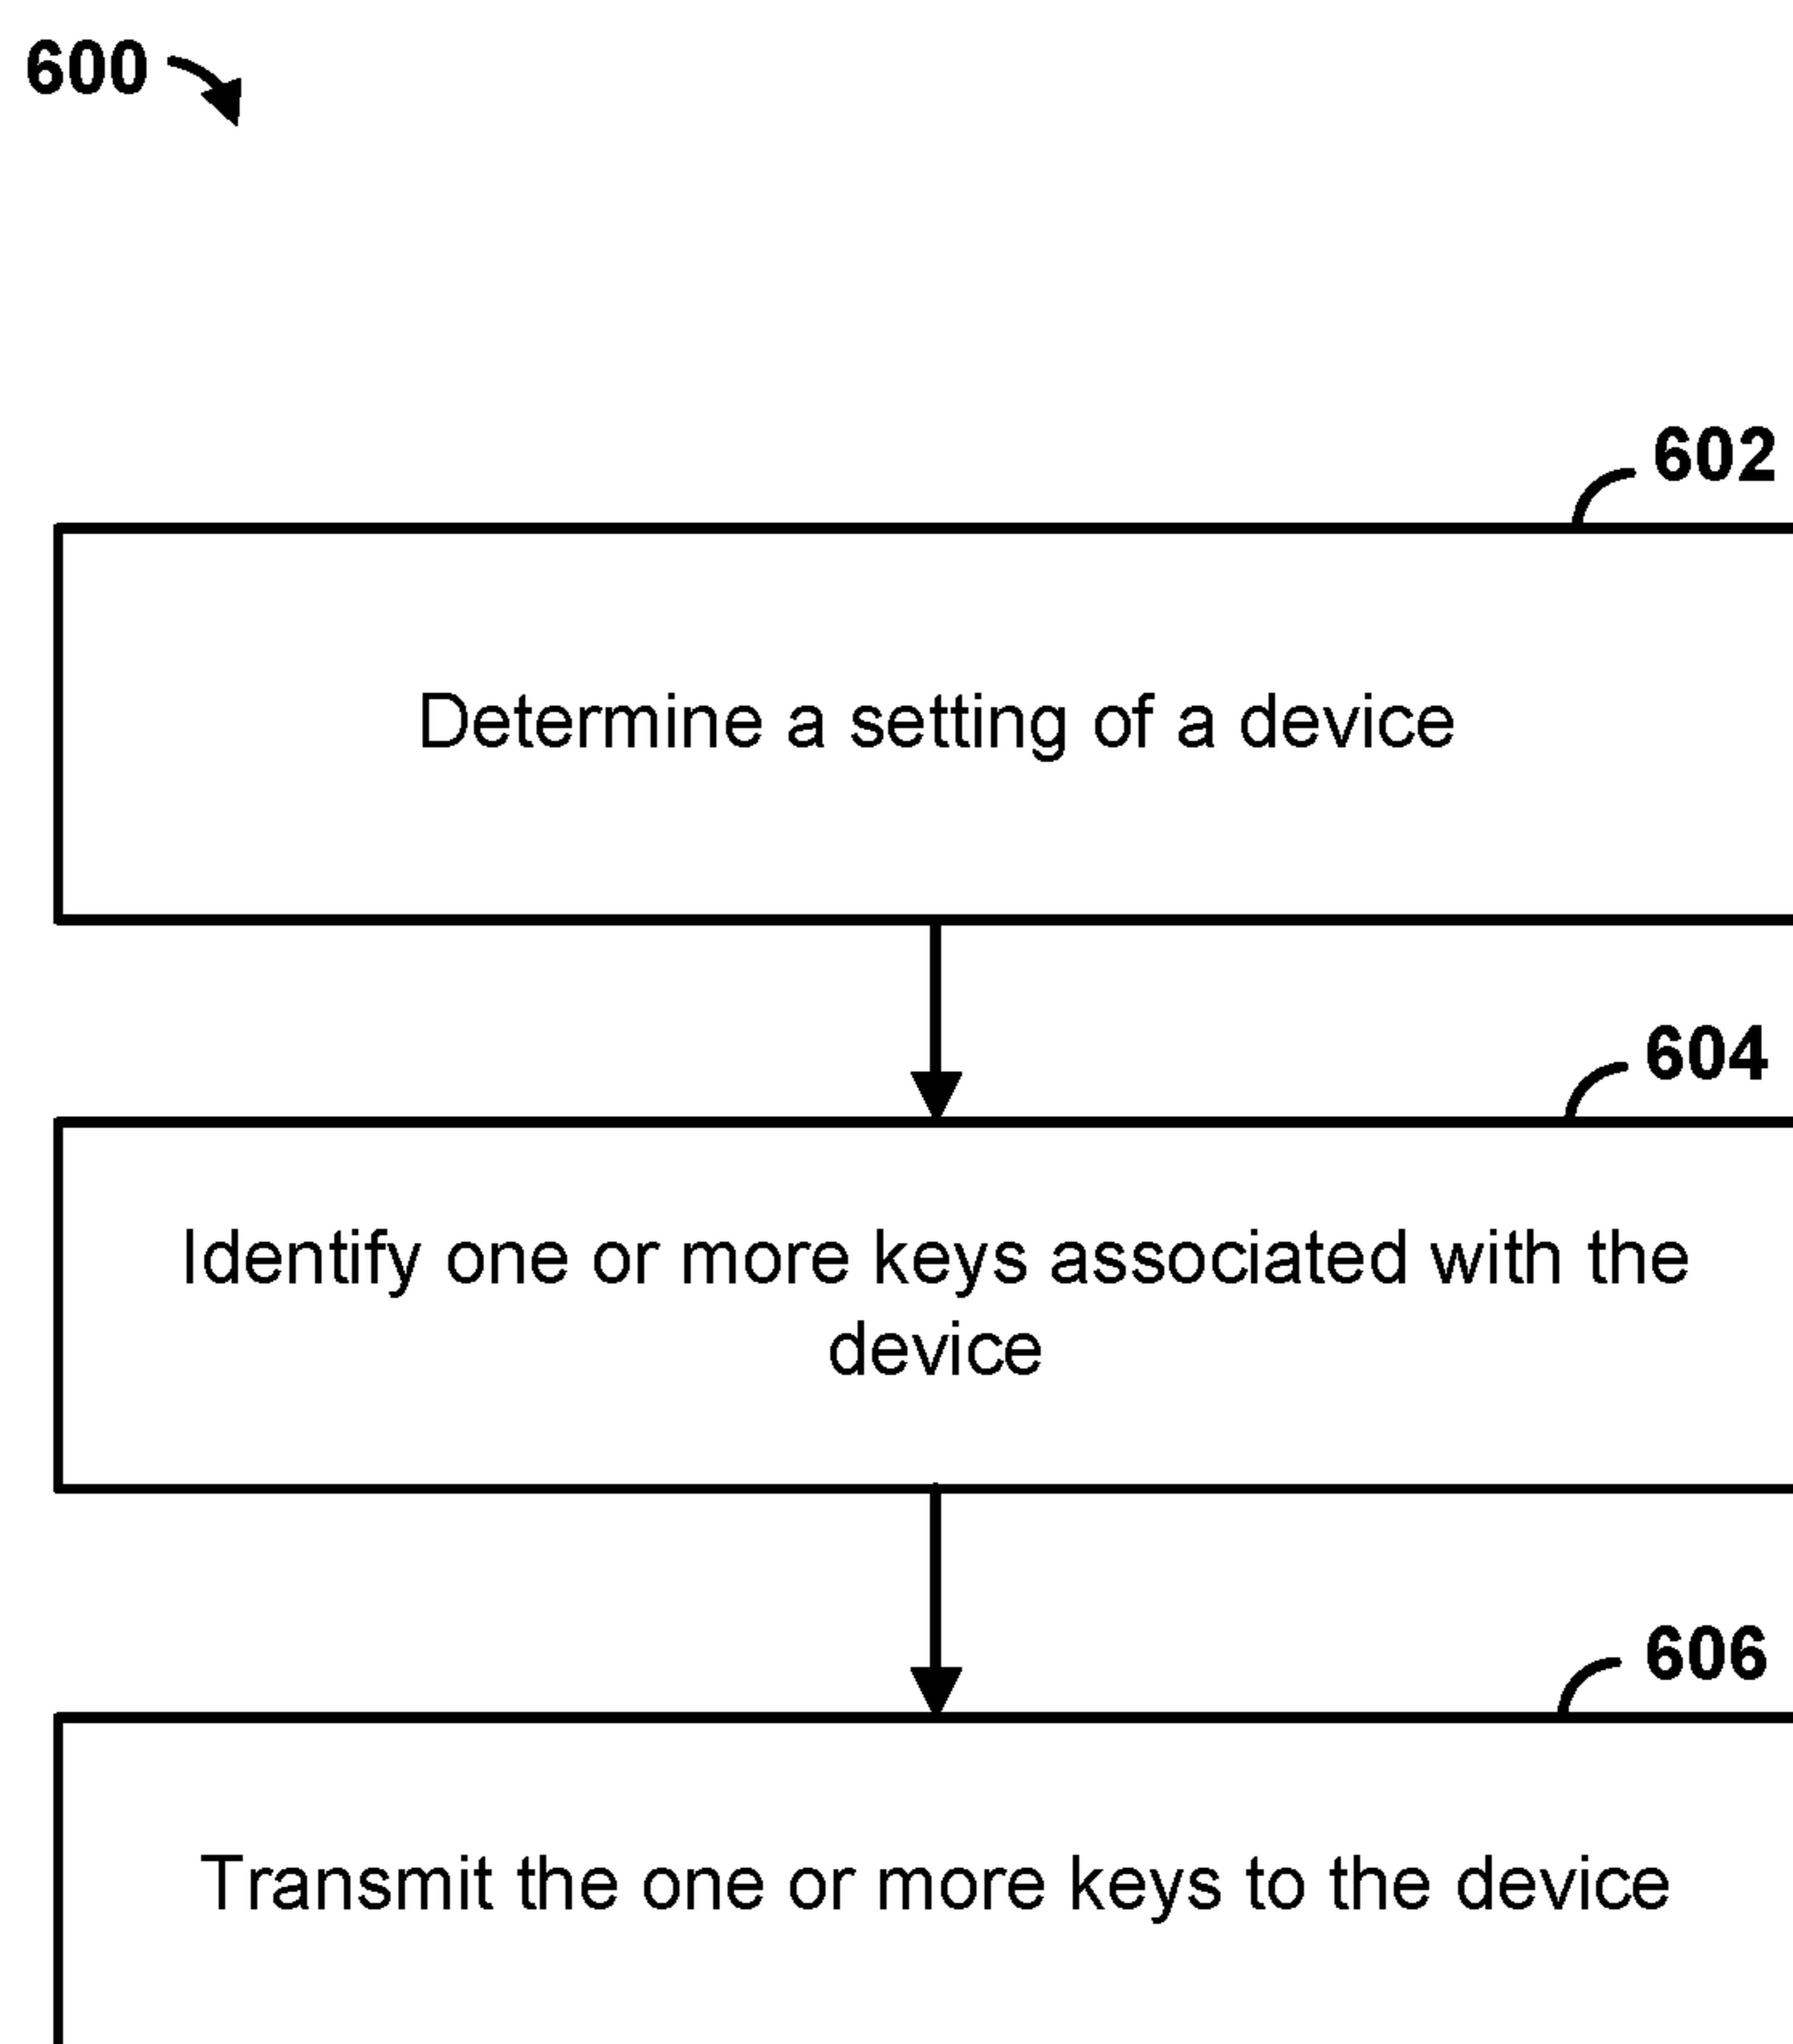 600
602
Determine a setting of a device
604
Identify one or more keys associated with the
device
606
Transmit the one or more keys to the device